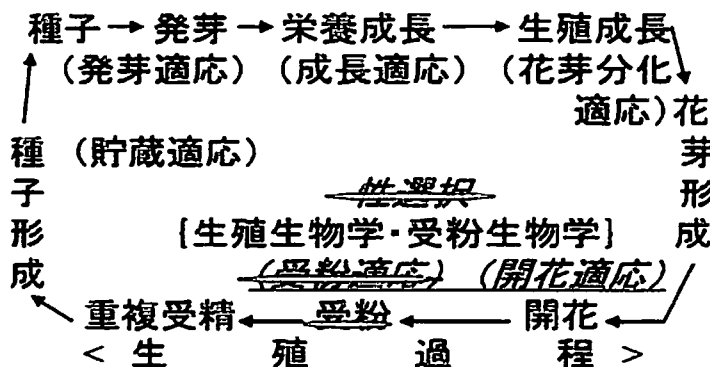 種子→発芽→栄養成長→生殖成長
(発芽適応) (成長適応) (花芽分化適応)
花芽形成
種子形成
(貯蔵適応)
性選択
{生殖生物学・受粉生物学}
(受粉適応) (開花適応)
重複受精←受粉←開花
<生殖過程>